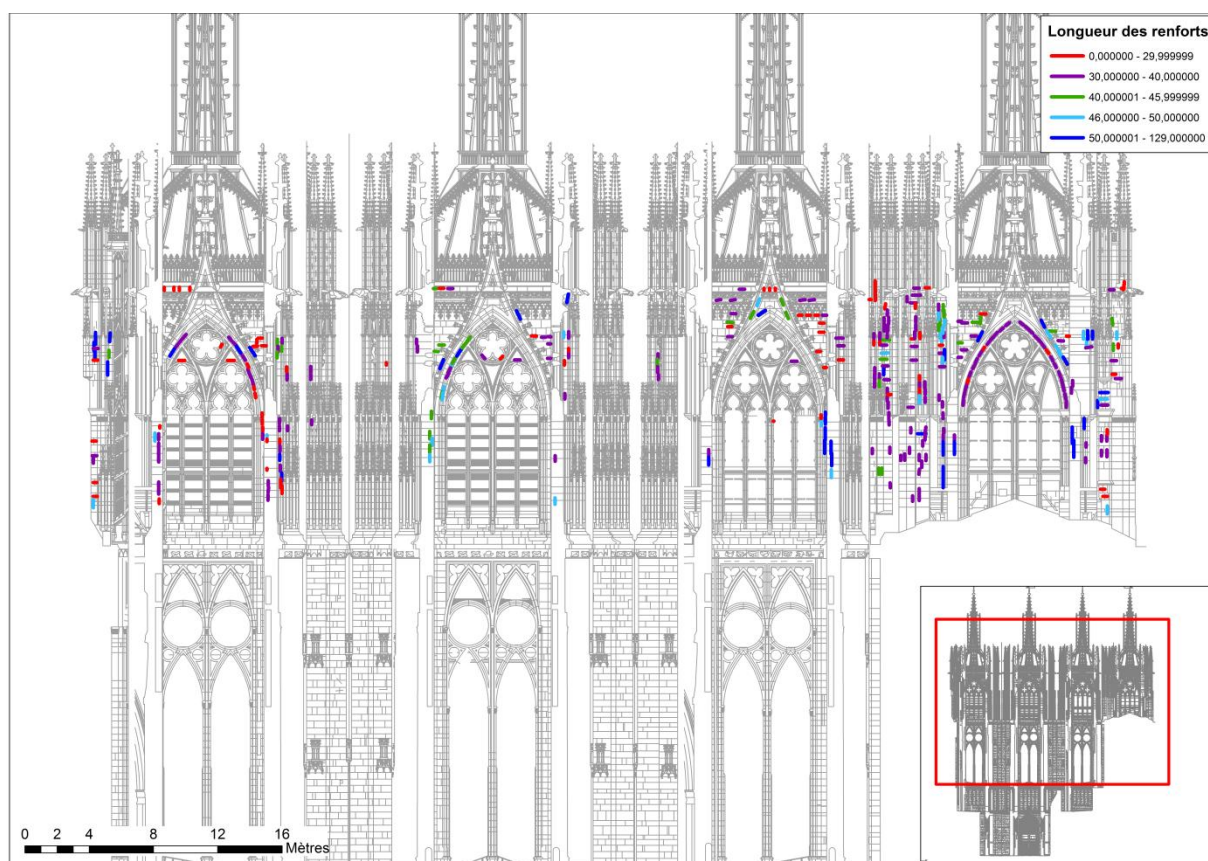 Longueur des renforts
0,000000 - 29,999999
30,000000 - 40,000000
40,000001 - 45,999999
46,000000 - 50,000000
50,000001 - 129,000000
0 2 4 8 12 16
Mètres